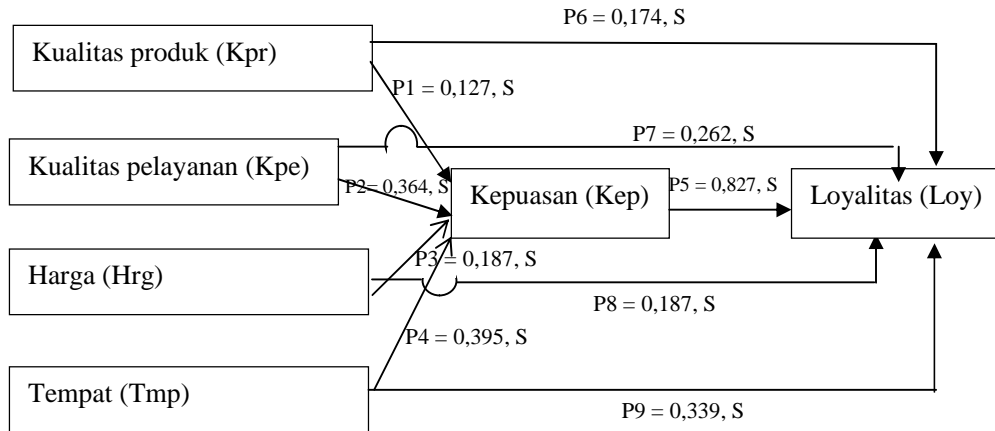 P6 = 0,174, S
Kualitas produk (Kpr)
P1 = 0,127, S
P7 = 0,262, S
Kualitas pelayanan (Kpe)
P2= 0,364, S
Kepuasan (Kep)
P5 = 0,827, S
Loyalitas (Loy)
P3 = 0,187, S
Harga (Hrg)
P8 = 0,187, S
P4 = 0,395, S
Tempat (Tmp)
P9 = 0,339, S